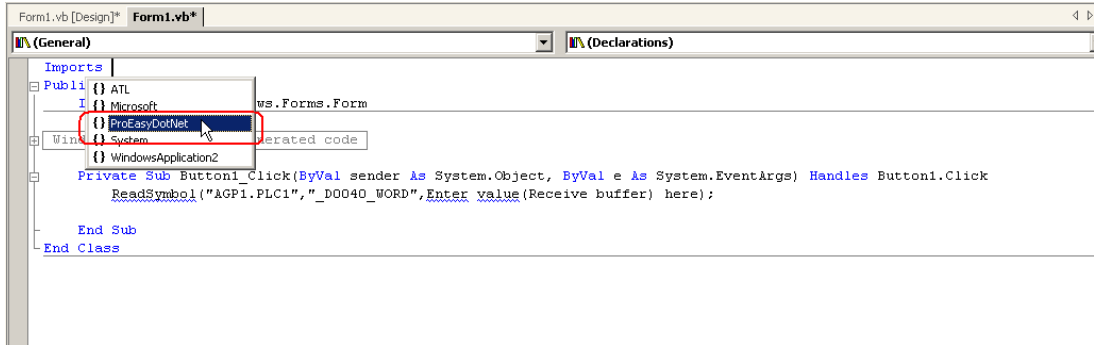 Form1.vb [Design]* Form1.vb*
(General) (Declarations)
Imports
Publi
{} ATL
I ws.Forms.Form
{} Microsoft
{} ProEasyDotNet
Wind erated code
{} System
{} WindowsApplication2
Private Sub Button1_Click(ByVal sender As System.Object, ByVal e As System.EventArgs) Handles Button1.Click
ReadSymbol("AGP1.PLC1","_D0040_WORD",Enter value(Receive buffer) here);
End Sub
End Class